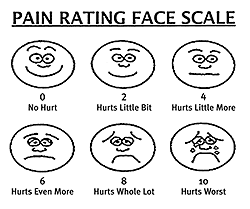 PAIN RATING FACE SCALE
0 2 4
No Hurt Hurts Little Bit Hurts Little More
6 8 10
Hurts Even More Hurts Whole Lot Hurts Worst